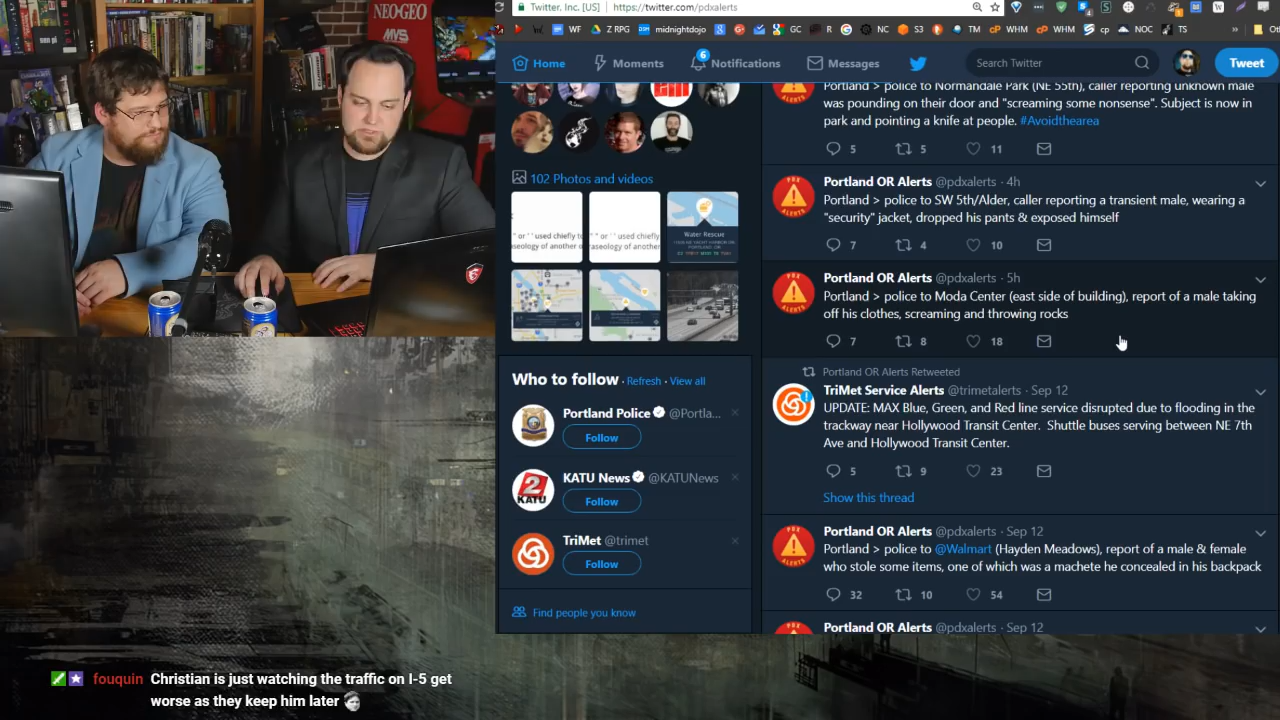 NEO-GEO
MVS
Twitter, Inc. [US] https://twitter.com/pdxalerts
WF Z RPG midnightdojo GC R NC S3 TM WHM WHM cp NOC TS »
Home Moments 6 Notifications Messages Search Twitter Tweet
Portland > police to Normandale Park (NE 55th), caller reporting unknown male
was pounding on their door and "screaming some nonsense". Subject is now in
park and pointing a knife at people. #Avoidthearea
5 5 11
102 Photos and videos
Water Rescue
Portland OR Alerts @pdxalerts · 4h
Portland > police to SW 5th/Alder, caller reporting a transient male, wearing a
"security" jacket, dropped his pants & exposed himself
7 4 10
Portland OR Alerts @pdxalerts · 5h
Portland > police to Moda Center (east side of building), report of a male taking
off his clothes, screaming and throwing rocks
7 8 18
Portland OR Alerts Retweeted
TriMet Service Alerts @trimetalerts · Sep 12
UPDATE: MAX Blue, Green, and Red line service disrupted due to flooding in the
trackway near Hollywood Transit Center. Shuttle buses serving between NE 7th
Ave and Hollywood Transit Center.
5 9 23
Show this thread
Portland OR Alerts @pdxalerts · Sep 12
Portland > police to @Walmart (Hayden Meadows), report of a male & female
who stole some items, one of which was a machete he concealed in his backpack
32 10 54
Portland OR Alerts @pdxalerts · Sep 12
Who to follow · Refresh · View all
Portland Police @Portla...
Follow
KATU News @KATUNews
Follow
TriMet @trimet
Follow
Find people you know
fouquin Christian is just watching the traffic on I-5 get
worse as they keep him later